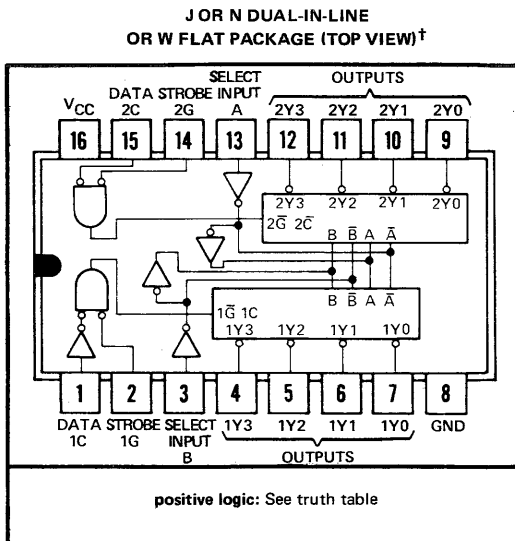 J OR N DUAL-IN-LINE
OR W FLAT PACKAGE (TOP VIEW)†
SELECT OUTPUTS
DATA STROBE INPUT
VCC 2C 2G A 2Y3 2Y2 2Y1 2Y0
16 15 14 13 12 11 10 9
2Y3 2Y2 2Y1 2Y0
2G̅ 2C̅
B B̅ A A̅
B B̅ A A̅
1G̅ 1C
1Y3 1Y2 1Y1 1Y0
1 2 3 4 5 6 7 8
DATA STROBE SELECT 1Y3 1Y2 1Y1 1Y0 GND
1C 1G INPUT
B OUTPUTS
positive logic: See truth table